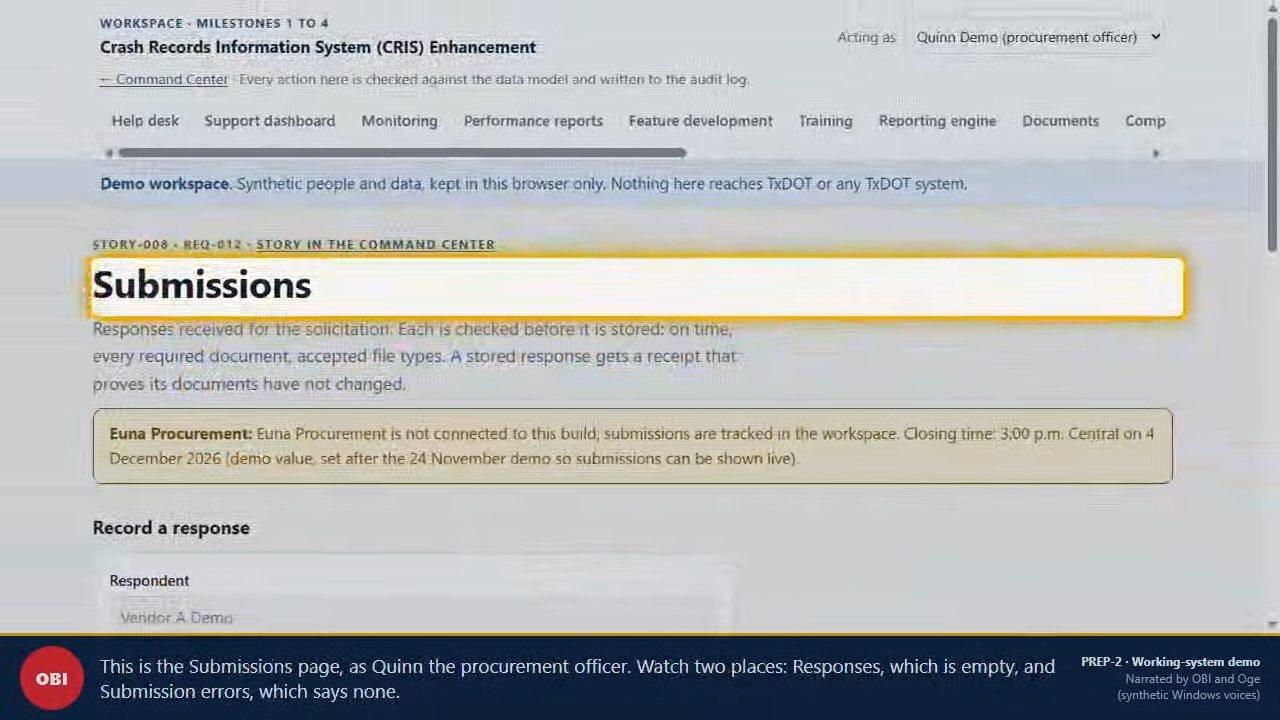 WORKSPACE · MILESTONES 1 TO 4
Crash Records Information System (CRIS) Enhancement
Acting as Quinn Demo (procurement officer)
← Command Center · Every action here is checked against the data model and written to the audit log.
Help desk Support dashboard Monitoring Performance reports Feature development Training Reporting engine Documents Comp
Demo workspace. Synthetic people and data, kept in this browser only. Nothing here reaches TxDOT or any TxDOT system.
STORY-008 · REQ-012 · STORY IN THE COMMAND CENTER
Submissions
Responses received for the solicitation. Each is checked before it is stored: on time,
every required document, accepted file types. A stored response gets a receipt that
proves its documents have not changed.
Euna Procurement: Euna Procurement is not connected to this build, submissions are tracked in the workspace. Closing time: 3:00 p.m. Central on 4
December 2026 (demo value, set after the 24 November demo so submissions can be shown live).
Record a response
Respondent
Vendor A Demo
OBI
This is the Submissions page, as Quinn the procurement officer. Watch two places: Responses, which is empty, and
Submission errors, which says none.
PREP-2 · Working-system demo
Narrated by OBI and Oge
(synthetic Windows voices)